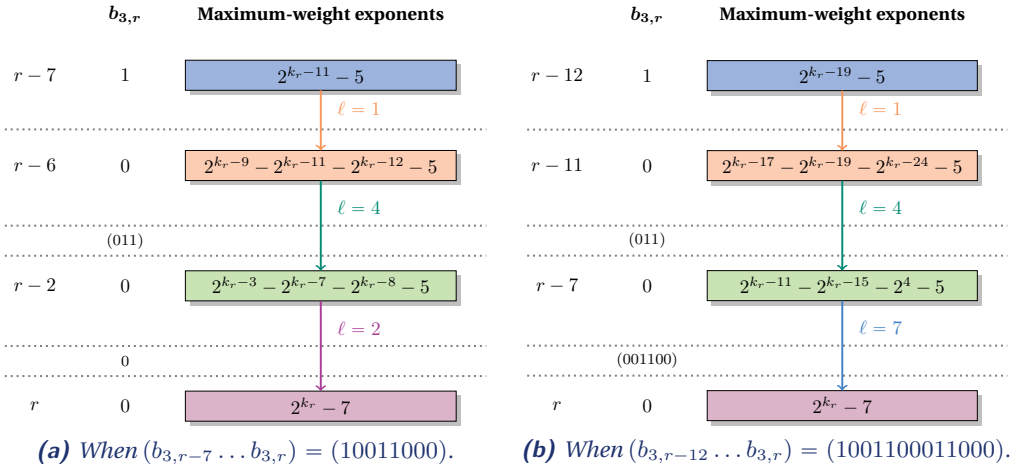 b_{3,r} Maximum-weight exponents
r − 7 1 2^{k_r−11} − 5
ℓ = 1
r − 6 0 2^{k_r−9} − 2^{k_r−11} − 2^{k_r−12} − 5
ℓ = 4
(011)
r − 2 0 2^{k_r−3} − 2^{k_r−7} − 2^{k_r−8} − 5
ℓ = 2
0
r 0 2^{k_r} − 7
(a) When (b_{3,r−7} … b_{3,r}) = (10011000).
b_{3,r} Maximum-weight exponents
r − 12 1 2^{k_r−19} − 5
ℓ = 1
r − 11 0 2^{k_r−17} − 2^{k_r−19} − 2^{k_r−24} − 5
ℓ = 4
(011)
r − 7 0 2^{k_r−11} − 2^{k_r−15} − 2^4 − 5
ℓ = 7
(001100)
r 0 2^{k_r} − 7
(b) When (b_{3,r−12} … b_{3,r}) = (1001100011000).